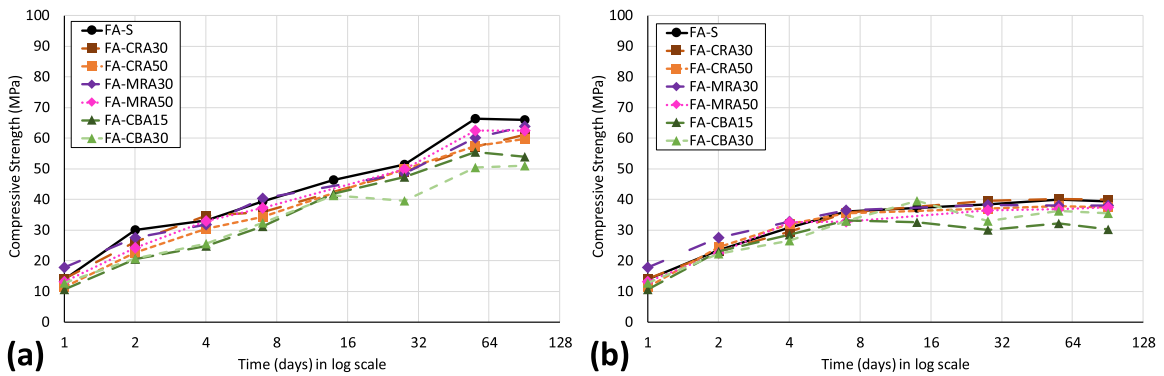 100
90
80
70
60
50
40
30
20
10
0
Compressive Strength (MPa)
FA-S
FA-CRA30
FA-CRA50
FA-MRA30
FA-MRA50
FA-CBA15
FA-CBA30
1 2 4 8 16 32 64 128
Time (days) in log scale
(a)
100
90
80
70
60
50
40
30
20
10
0
Compressive Strength (MPa)
FA-S
FA-CRA30
FA-CRA50
FA-MRA30
FA-MRA50
FA-CBA15
FA-CBA30
1 2 4 8 16 32 64 128
Time (days) in log scale
(b)